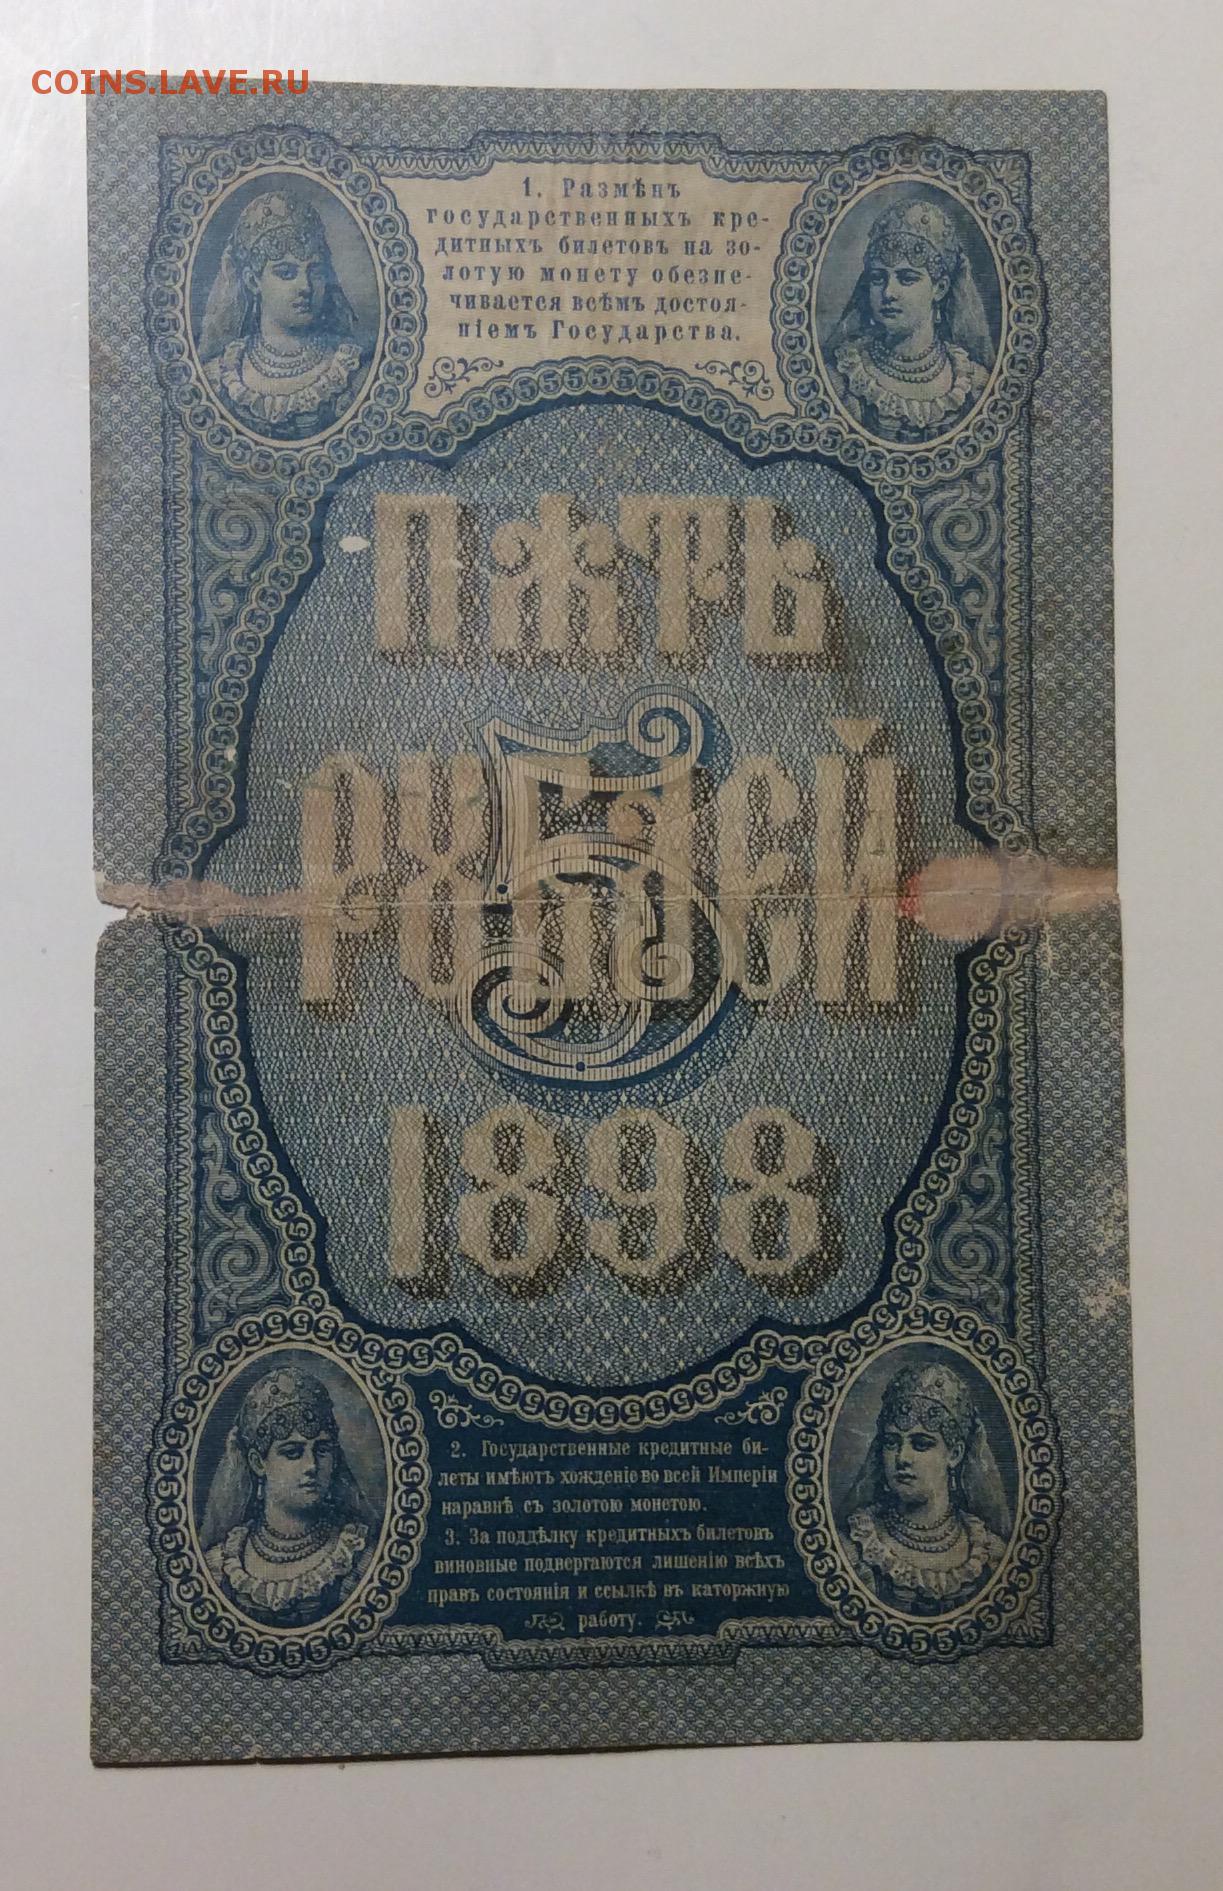 COINS.LAVE.RU
1. Размѣнъ
государственныхъ кре-
дитныхъ билетовъ на зо-
лотую монету обезпе-
чивается всѣмъ достоя-
ніемъ Государства.
ПЯТЬ
РУБЛЕЙ
5
1898
2. Государственные кредитные би-
леты имѣютъ хожденіе во всей Имперіи
наравнѣ съ золотою монетою.
3. За поддѣлку кредитныхъ билетовъ
виновные подвергаются лишенію всѣхъ
правъ состоянія и ссылкѣ въ каторжную
работу.